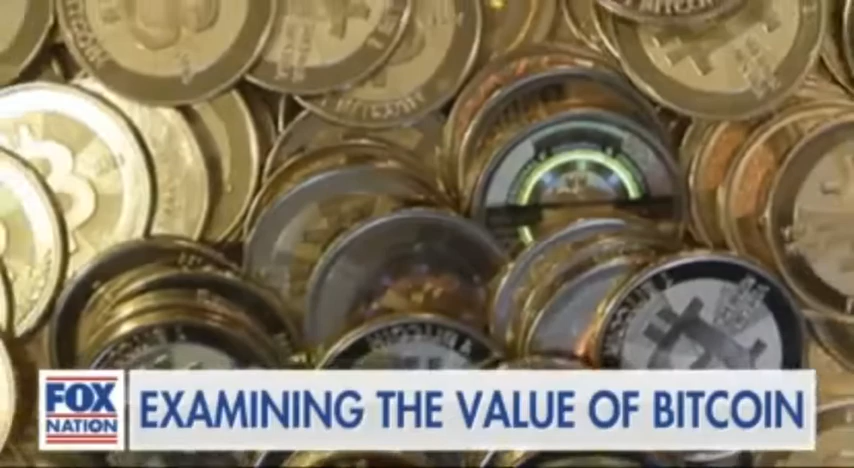 FOX
NATION
EXAMINING THE VALUE OF BITCOIN